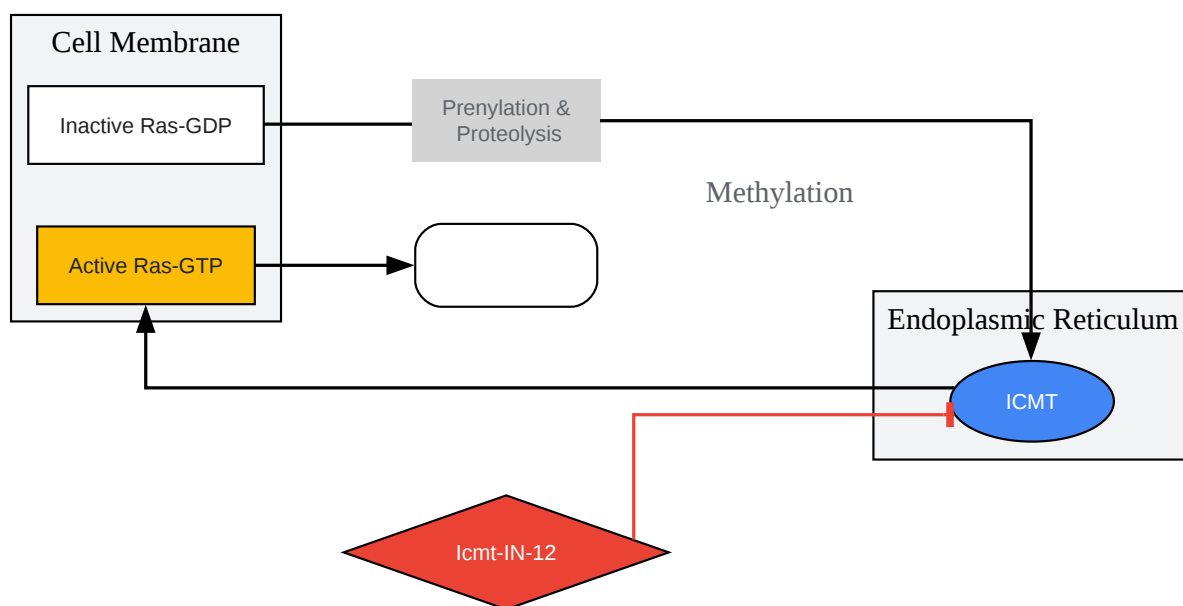 Cell Membrane
Inactive Ras-GDP
Prenylation &
Proteolysis
Methylation
Active Ras-GTP
Endoplasmic Reticulum
ICMT
Icmt-IN-12